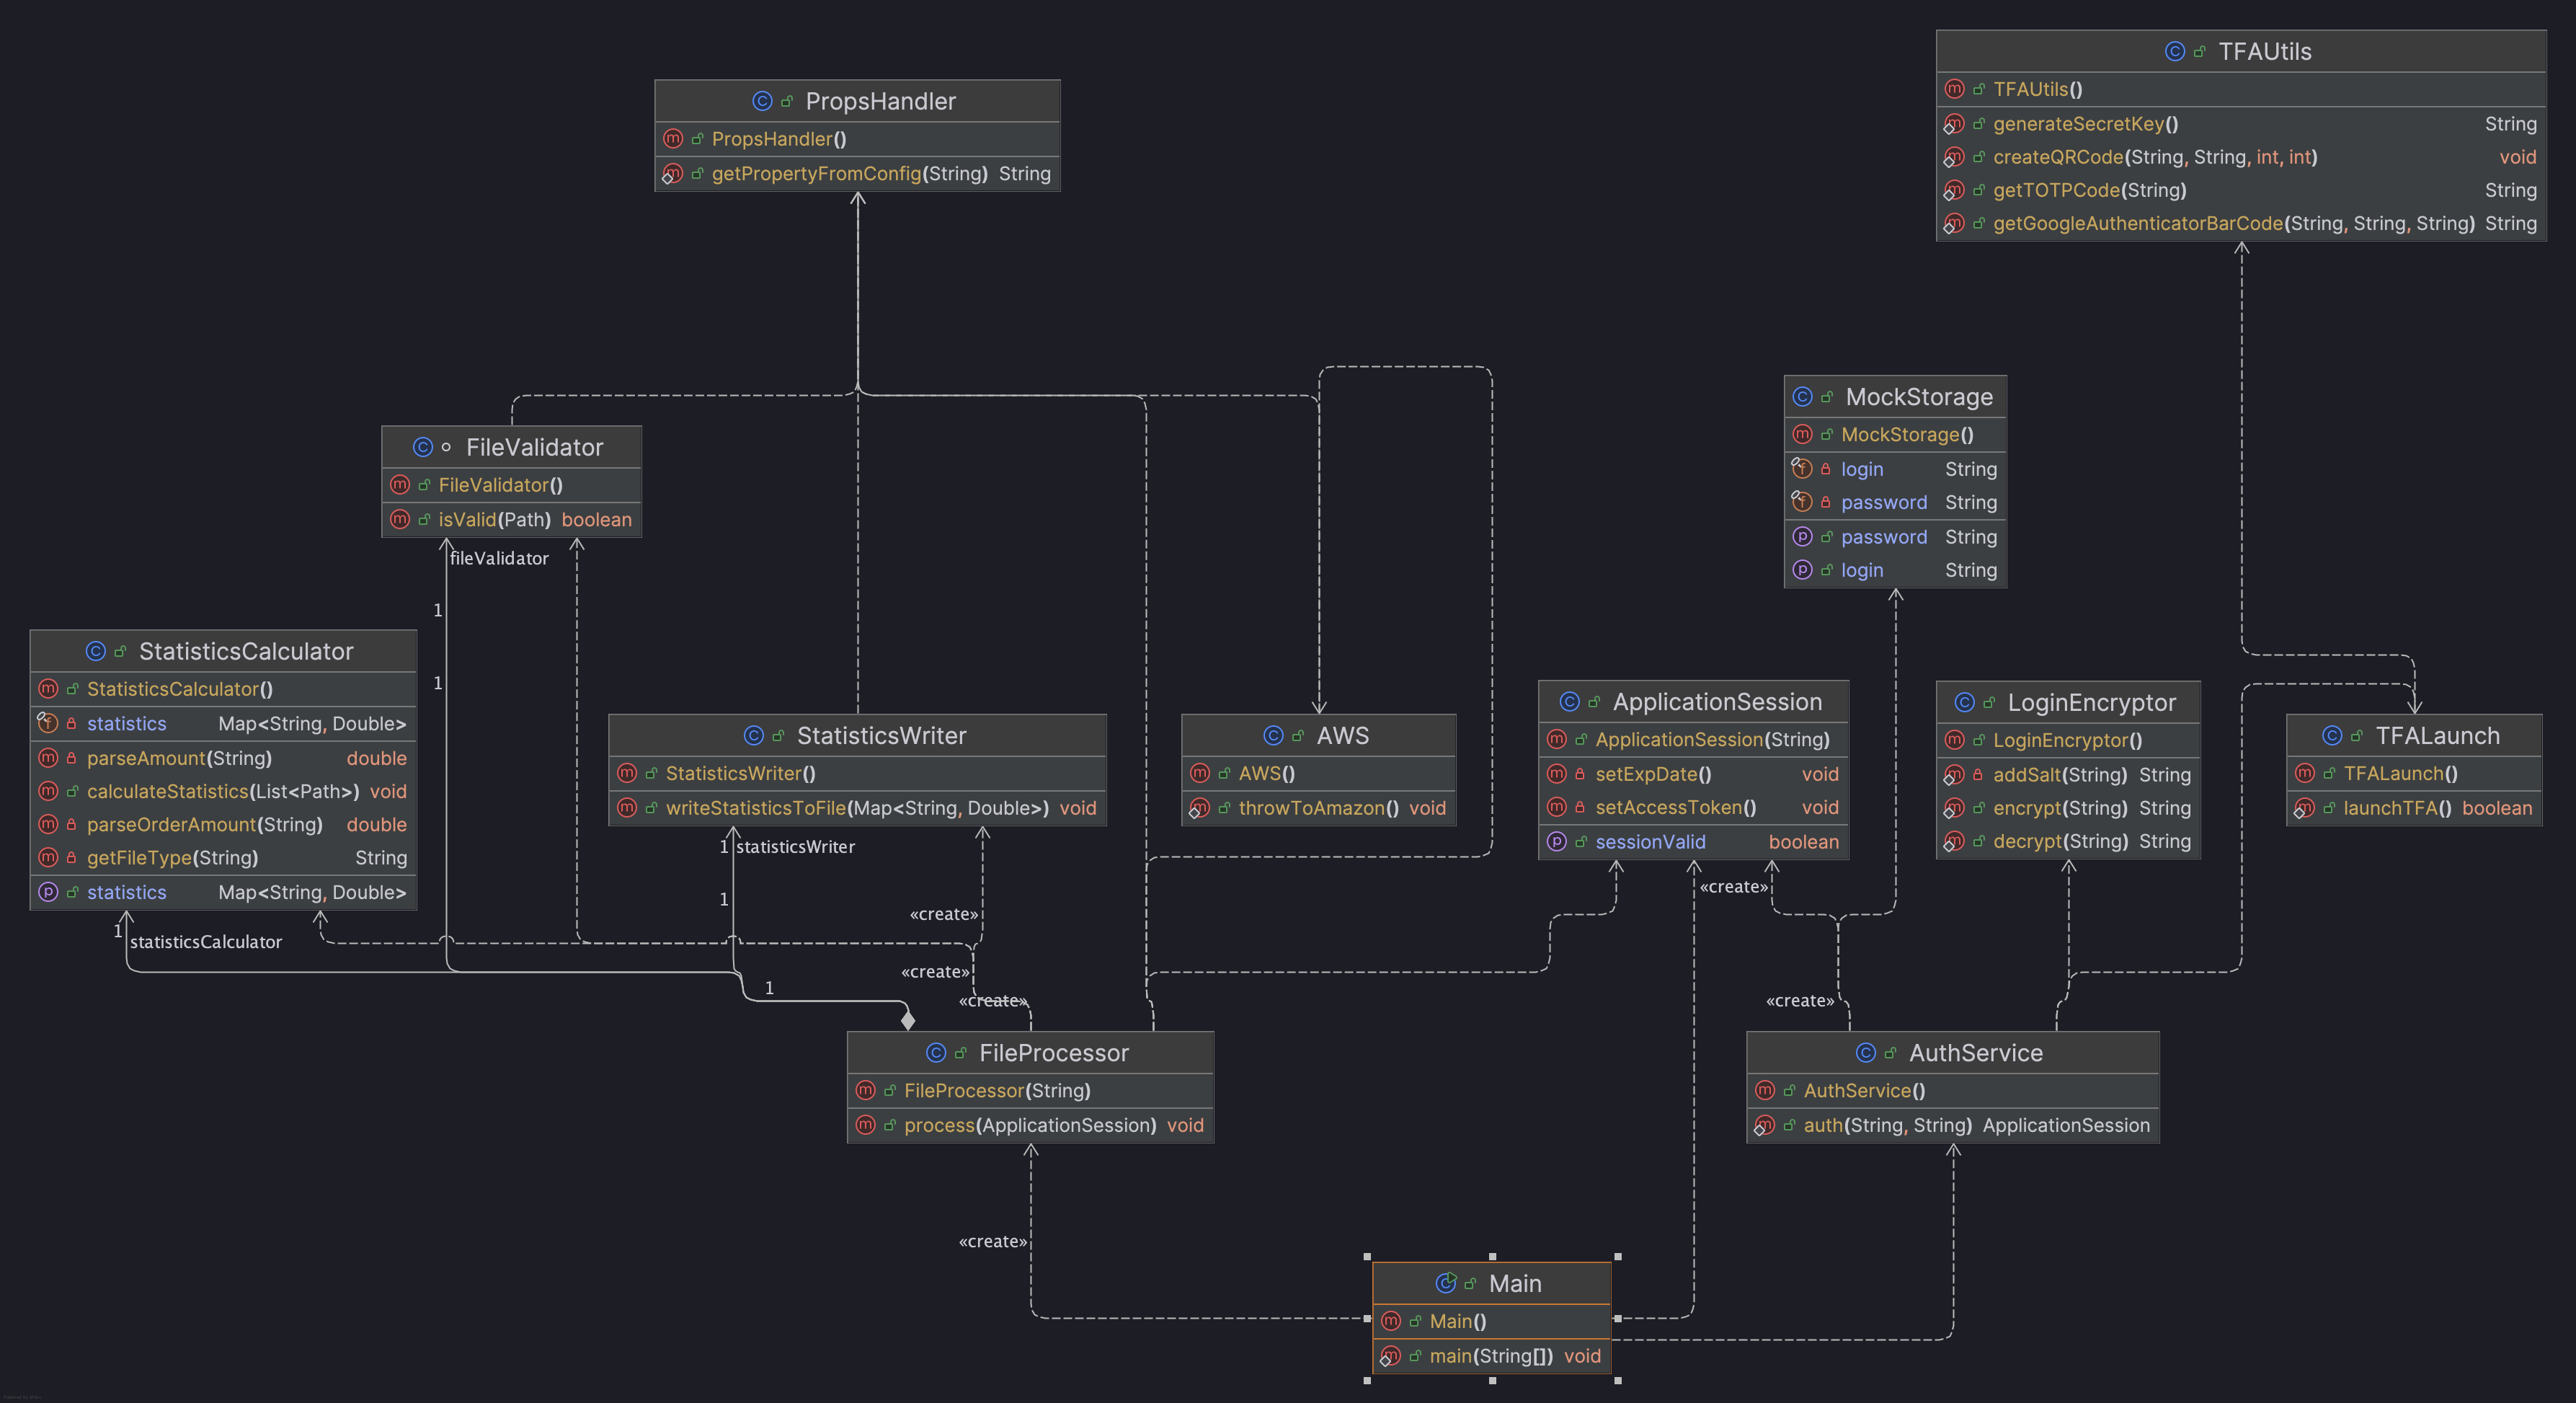 TFAUtils
TFAUtils()
generateSecretKey() String
createQRCode(String, String, int, int) void
getTOTPCode(String) String
getGoogleAuthenticatorBarCode(String, String, String) String
PropsHandler
PropsHandler()
getPropertyFromConfig(String) String
MockStorage
MockStorage()
login String
password String
password String
login String
FileValidator
FileValidator()
isValid(Path) boolean
fileValidator
1
1
StatisticsCalculator
StatisticsCalculator()
statistics Map<String, Double>
parseAmount(String) double
calculateStatistics(List<Path>) void
parseOrderAmount(String) double
getFileType(String) String
statistics Map<String, Double>
1 statisticsCalculator
StatisticsWriter
StatisticsWriter()
writeStatisticsToFile(Map<String, Double>) void
1 statisticsWriter
1
AWS
AWS()
throwToAmazon() void
ApplicationSession
ApplicationSession(String)
setExpDate() void
setAccessToken() void
sessionValid boolean
«create»
LoginEncryptor
LoginEncryptor()
addSalt(String) String
encrypt(String) String
decrypt(String) String
TFALaunch
TFALaunch()
launchTFA() boolean
«create»
«create»
1
«create»
«create»
FileProcessor
FileProcessor(String)
process(ApplicationSession) void
AuthService
AuthService()
auth(String, String) ApplicationSession
«create»
Main
Main()
main(String[]) void